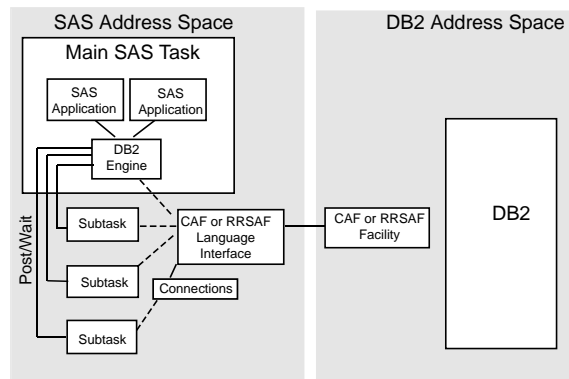 SAS Address Space
DB2 Address Space
Main SAS Task
SAS
Application
SAS
Application
DB2
Engine
Post/Wait
Subtask
Subtask
Subtask
CAF or RRSAF
Language
Interface
Connections
CAF or RRSAF
Facility
DB2